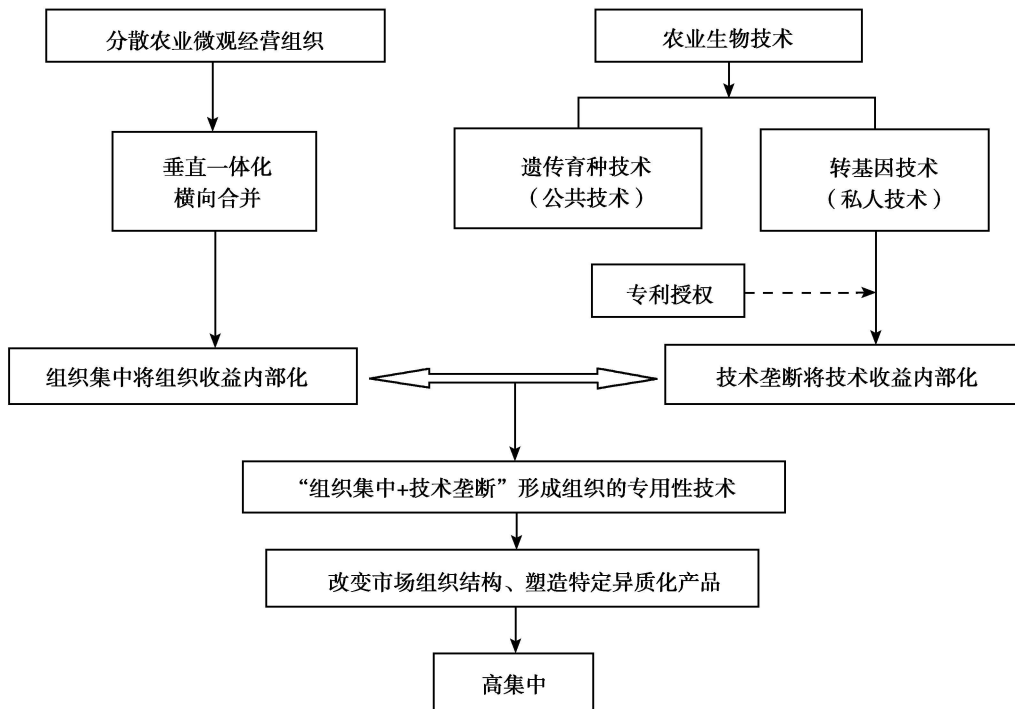 分散农业微观经营组织
农业生物技术
垂直一体化
横向合并
遗传育种技术
（公共技术）
转基因技术
（私人技术）
专利授权
组织集中将组织收益内部化
技术垄断将技术收益内部化
“组织集中+技术垄断”形成组织的专用性技术
改变市场组织结构、塑造特定异质化产品
高集中